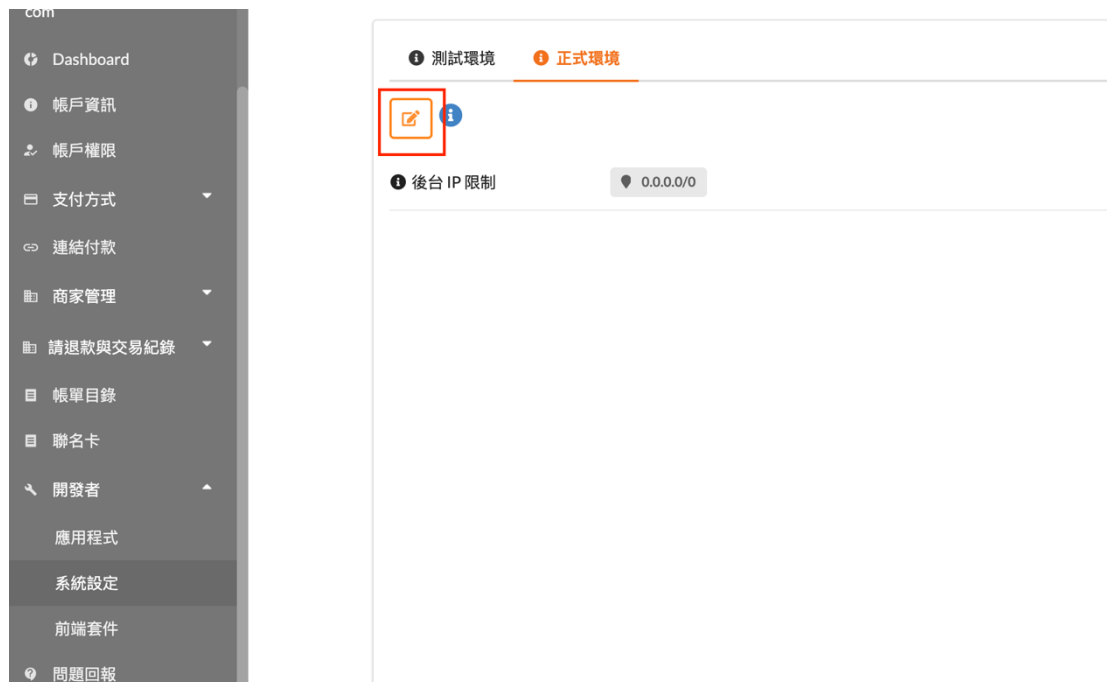 com
Dashboard
帳戶資訊
帳戶權限
支付方式
連結付款
商家管理
請退款與交易紀錄
帳單目錄
聯名卡
開發者
應用程式
系統設定
前端套件
問題回報
測試環境
正式環境
後台 IP 限制
0.0.0.0/0